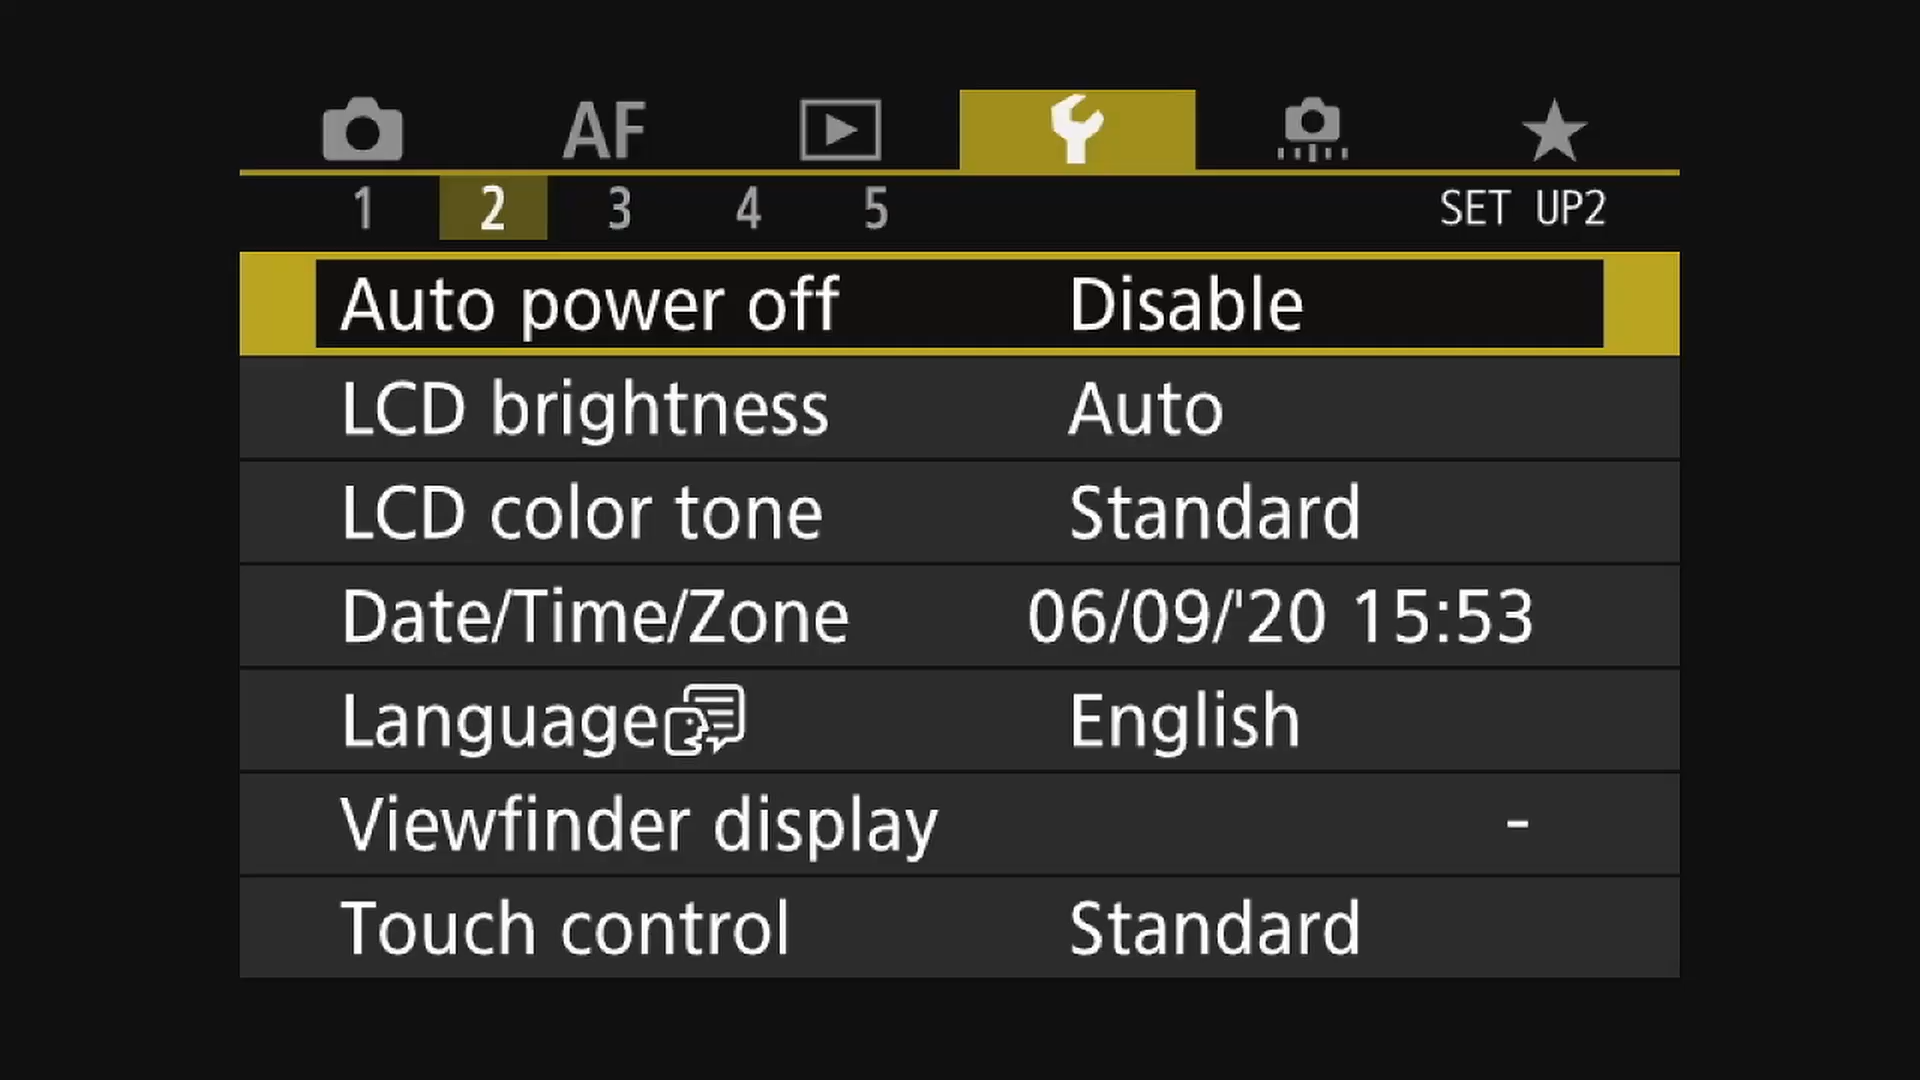 AF
1 2 3 4 5 SET UP2
Auto power off Disable
LCD brightness Auto
LCD color tone Standard
Date/Time/Zone 06/09/'20 15:53
Language English
Viewfinder display -
Touch control Standard